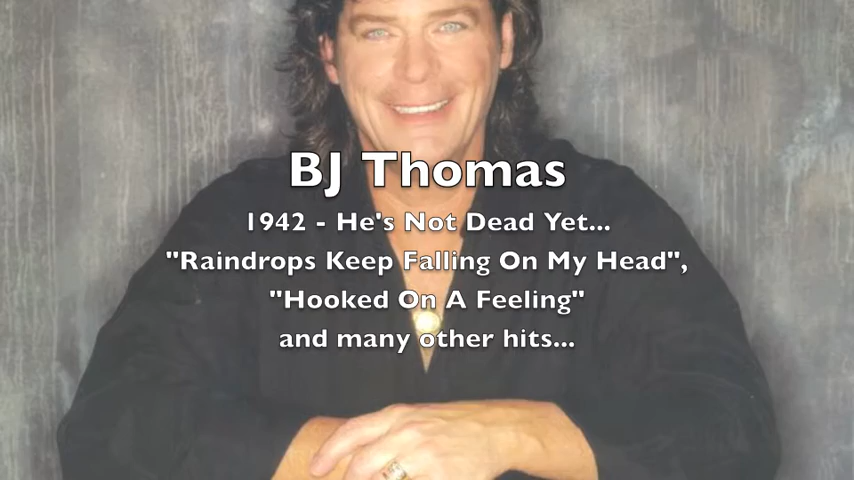 BJ Thomas
1942 - He's Not Dead Yet...
"Raindrops Keep Falling On My Head",
"Hooked On A Feeling"
and many other hits...